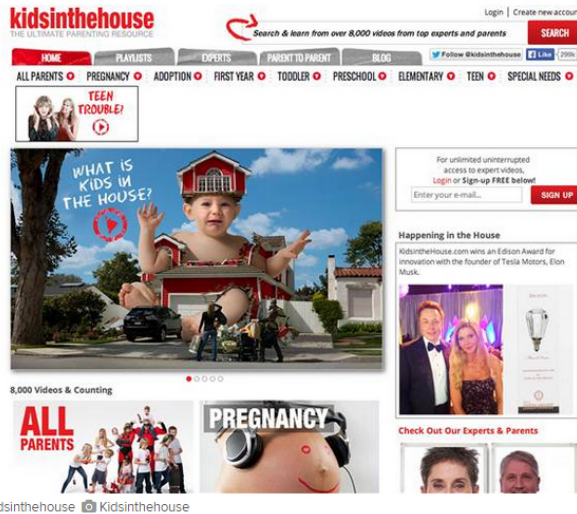 kidsinthehouse
THE ULTIMATE PARENTING RESOURCE
Login | Create new accoun
Search & learn from over 8,000 videos from top experts and parents
SEARCH
HOME PLAYLISTS EXPERTS PARENT TO PARENT BLOG
Follow @kidsinthehouse Like 299k
ALL PARENTS PREGNANCY ADOPTION FIRST YEAR TODDLER PRESCHOOL ELEMENTARY TEEN SPECIAL NEEDS
TEEN
TROUBLE?
WHAT IS
KIDS IN
THE HOUSE?
For unlimited uninterrupted
access to expert videos,
Login or Sign-up FREE below!
Enter your e-mail...
SIGN UP
Happening in the House
KidsintheHouse.com wins an Edison Award for
innovation with the founder of Tesla Motors, Elon
Musk.
8,000 Videos & Counting
ALL
PARENTS
PREGNANCY
Check Out Our Experts & Parents
dsinthehouse Kidsinthehouse